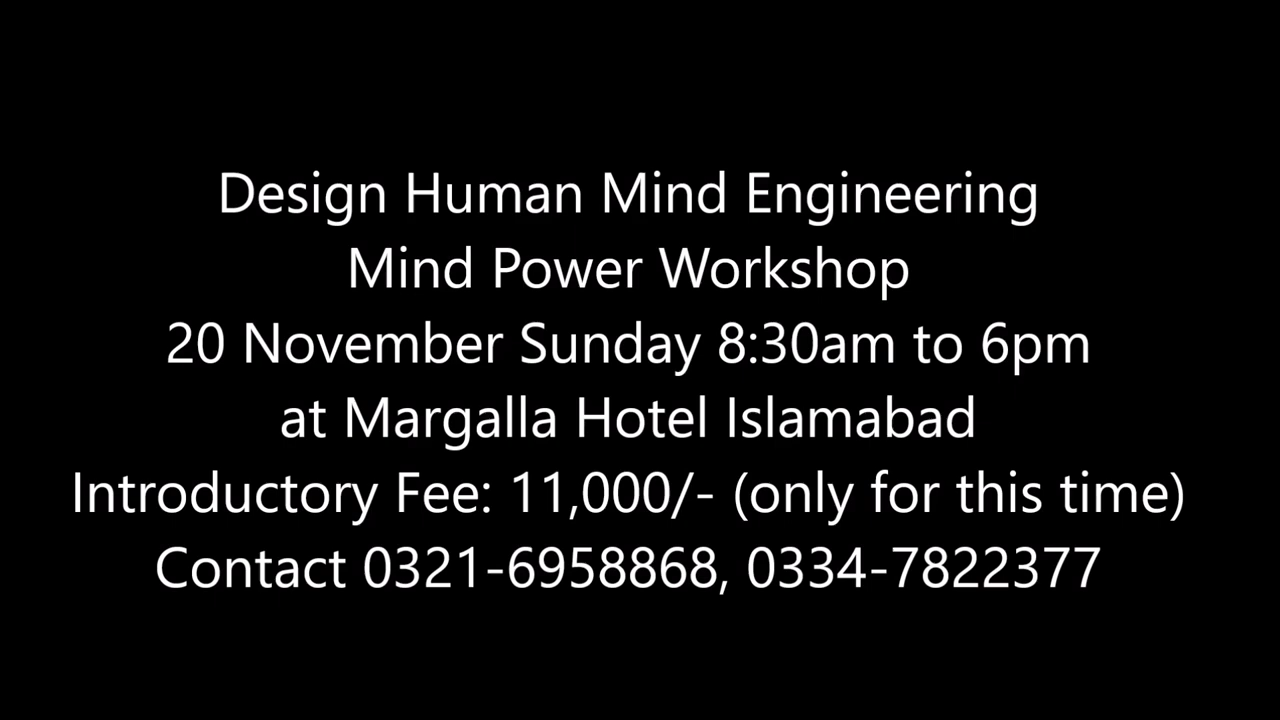 Design Human Mind Engineering
Mind Power Workshop
20 November Sunday 8:30am to 6pm
at Margalla Hotel Islamabad
Introductory Fee: 11,000/- (only for this time)
Contact 0321-6958868, 0334-7822377